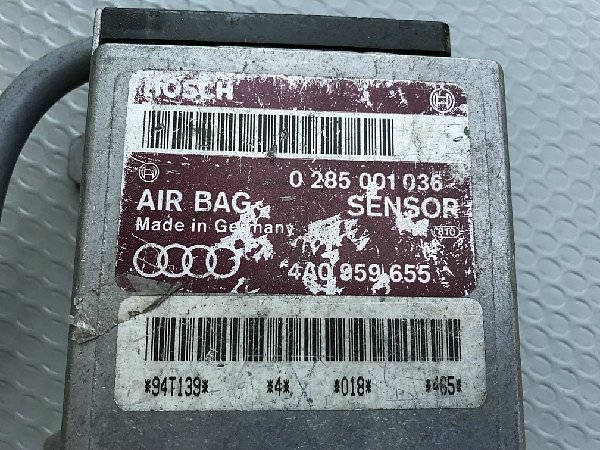 BOSCH
0 285 001 036
AIR BAG SENSOR
Made in Germany
4A0 959 655
*94T139* *4* *018* *465*